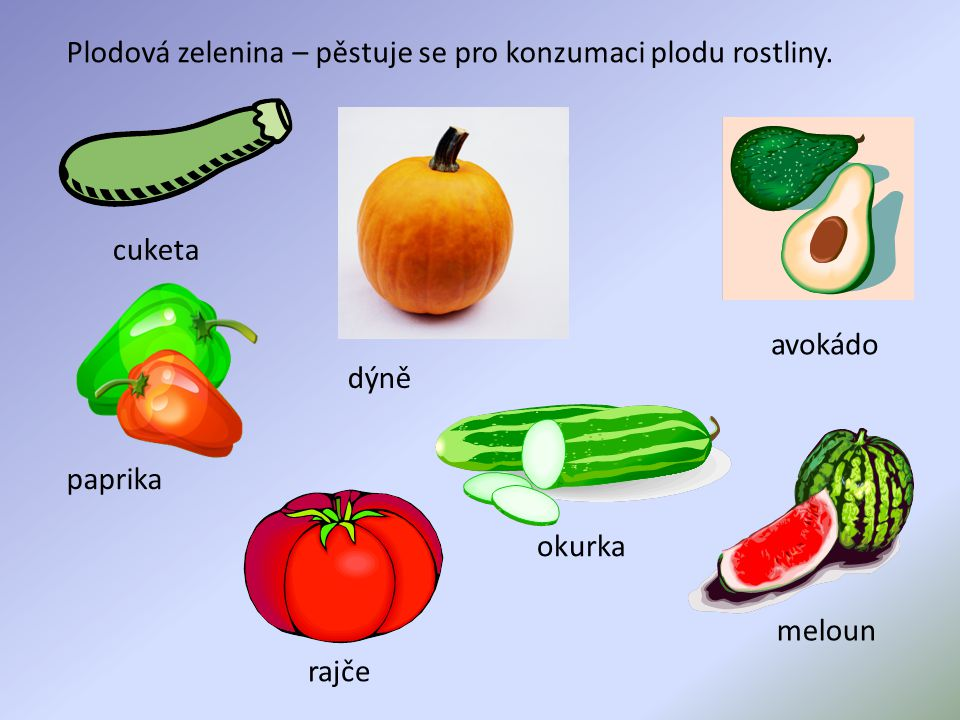 Plodová zelenina – pěstuje se pro konzumaci plodu rostliny.
cuketa
avokádo
dýně
paprika
okurka
meloun
rajče